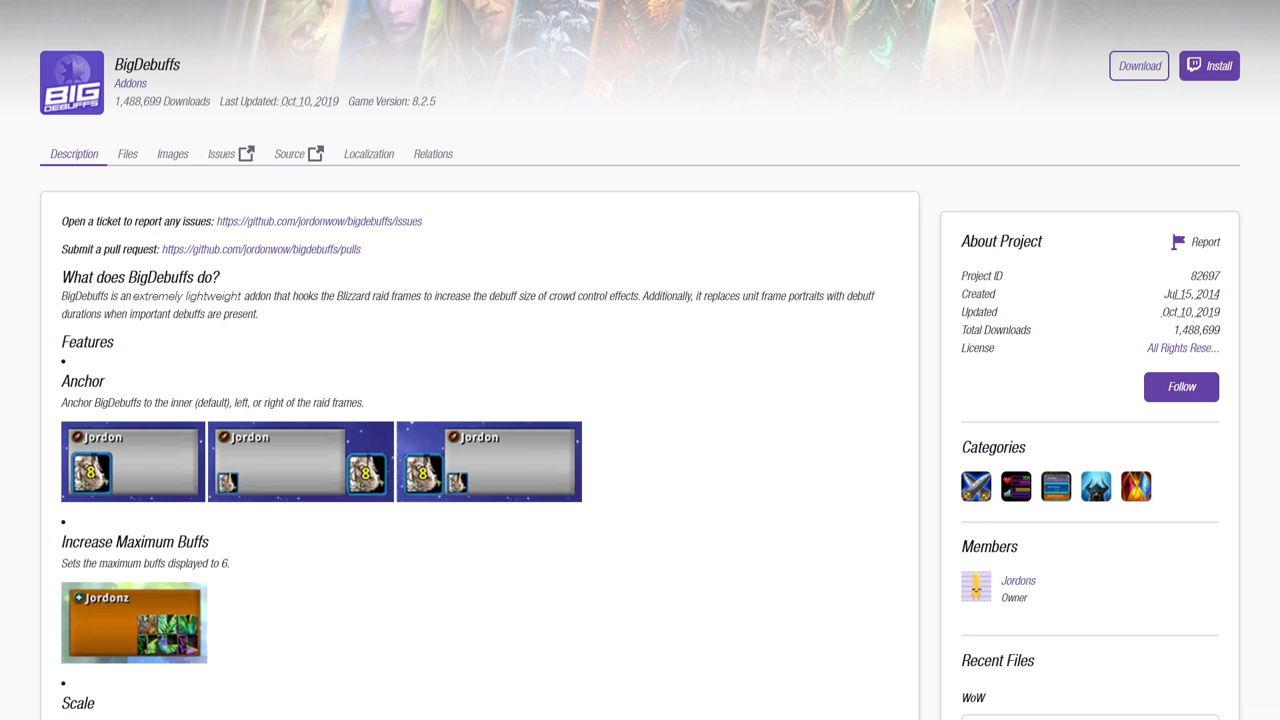 BIG
DEBUFFS
BigDebuffs
Addons
1,488,699 Downloads Last Updated: Oct 10, 2019 Game Version: 8.2.5
Download
Install
Description Files Images Issues Source Localization Relations
Open a ticket to report any issues: https://github.com/jordonwow/bigdebuffs/issues
Submit a pull request: https://github.com/jordonwow/bigdebuffs/pulls
What does BigDebuffs do?
BigDebuffs is an extremely lightweight addon that hooks the Blizzard raid frames to increase the debuff size of crowd control effects. Additionally, it replaces unit frame portraits with debuff
durations when important debuffs are present.
Features
Anchor
Anchor BigDebuffs to the inner (default), left, or right of the raid frames.
Jordon
8
Jordon
8
Jordon
8
Increase Maximum Buffs
Sets the maximum buffs displayed to 6.
Jordonz
Scale
About Project
Report
Project ID 82697
Created Jul 15, 2014
Updated Oct 10, 2019
Total Downloads 1,488,699
License All Rights Rese...
Follow
Categories
Members
Jordons
Owner
Recent Files
WoW